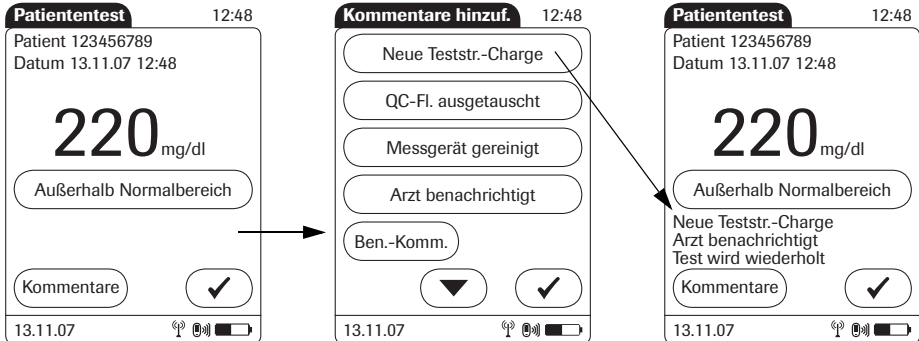 Patiententest 12:48
Patient 123456789
Datum 13.11.07 12:48
220 mg/dl
Außerhalb Normalbereich
Kommentare
13.11.07
Kommentare hinzuf. 12:48
Neue Teststr.-Charge
QC-Fl. ausgetauscht
Messgerät gereinigt
Arzt benachrichtigt
Ben.-Komm.
13.11.07
Patiententest 12:48
Patient 123456789
Datum 13.11.07 12:48
220 mg/dl
Außerhalb Normalbereich
Neue Teststr.-Charge
Arzt benachrichtigt
Test wird wiederholt
Kommentare
13.11.07